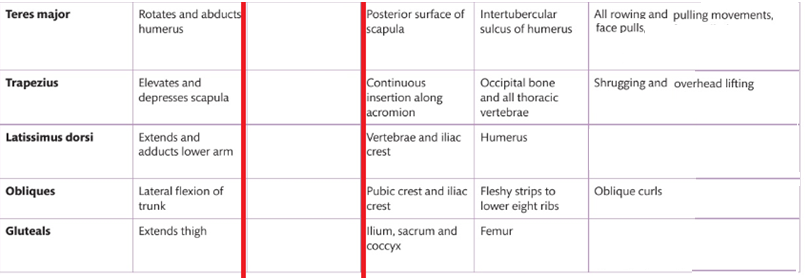 Teres major
Rotates and abducts
humerus
Posterior surface of
scapula
Intertubercular
sulcus of humerus
All rowing and pulling movements,
face pulls,
Trapezius
Elevates and
depresses scapula
Continuous
insertion along
acromion
Occipital bone
and all thoracic
vertebrae
Shrugging and overhead lifting
Latissimus dorsi
Extends and
adducts lower arm
Vertebrae and iliac
crest
Humerus
Obliques
Lateral flexion of
trunk
Pubic crest and iliac
crest
Fleshy strips to
lower eight ribs
Oblique curls
Gluteals
Extends thigh
Ilium, sacrum and
coccyx
Femur